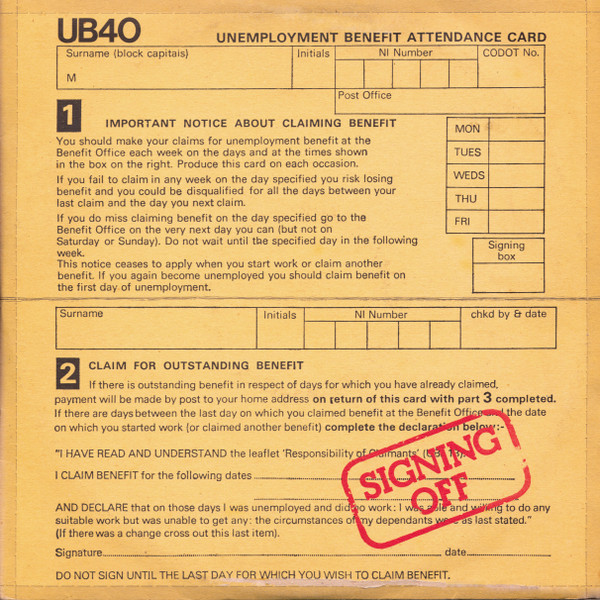 UB40 UNEMPLOYMENT BENEFIT ATTENDANCE CARD
Surname (block capitals) Initials NI Number CODOT No.
M
Post Office
1 IMPORTANT NOTICE ABOUT CLAIMING BENEFIT
You should make your claims for unemployment benefit at the
Benefit Office each week on the days and at the times shown
in the box on the right. Produce this card on each occasion.
If you fail to claim in any week on the day specified you risk losing
benefit and you could be disqualified for all the days between your
last claim and the day you next claim.
If you do miss claiming benefit on the day specified go to the
Benefit Office on the very next day you can (but not on
Saturday or Sunday). Do not wait until the specified day in the following
week.
This notice ceases to apply when you start work or claim another
benefit. If you again become unemployed you should claim benefit on
the first day of unemployment.
MON
TUES
WEDS
THU
FRI
Signing
box
Surname Initials NI Number chkd by & date
2 CLAIM FOR OUTSTANDING BENEFIT
If there is outstanding benefit in respect of days for which you have already claimed,
payment will be made by post to your home address on return of this card with part 3 completed.
If there are days between the last day on which you claimed benefit at the Benefit Office and the date
on which you started work (or claimed another benefit) complete the declaration below:-
"I HAVE READ AND UNDERSTAND the leaflet 'Responsibility of Claimants'
I CLAIM BENEFIT for the following dates
AND DECLARE that on those days I was unemployed and did no work: I was able and willing to do any
suitable work but was unable to get any: the circumstances of my dependants were as last stated."
(If there was a change cross out this last item).
Signature date
DO NOT SIGN UNTIL THE LAST DAY FOR WHICH YOU WISH TO CLAIM BENEFIT.
SIGNING
OFF